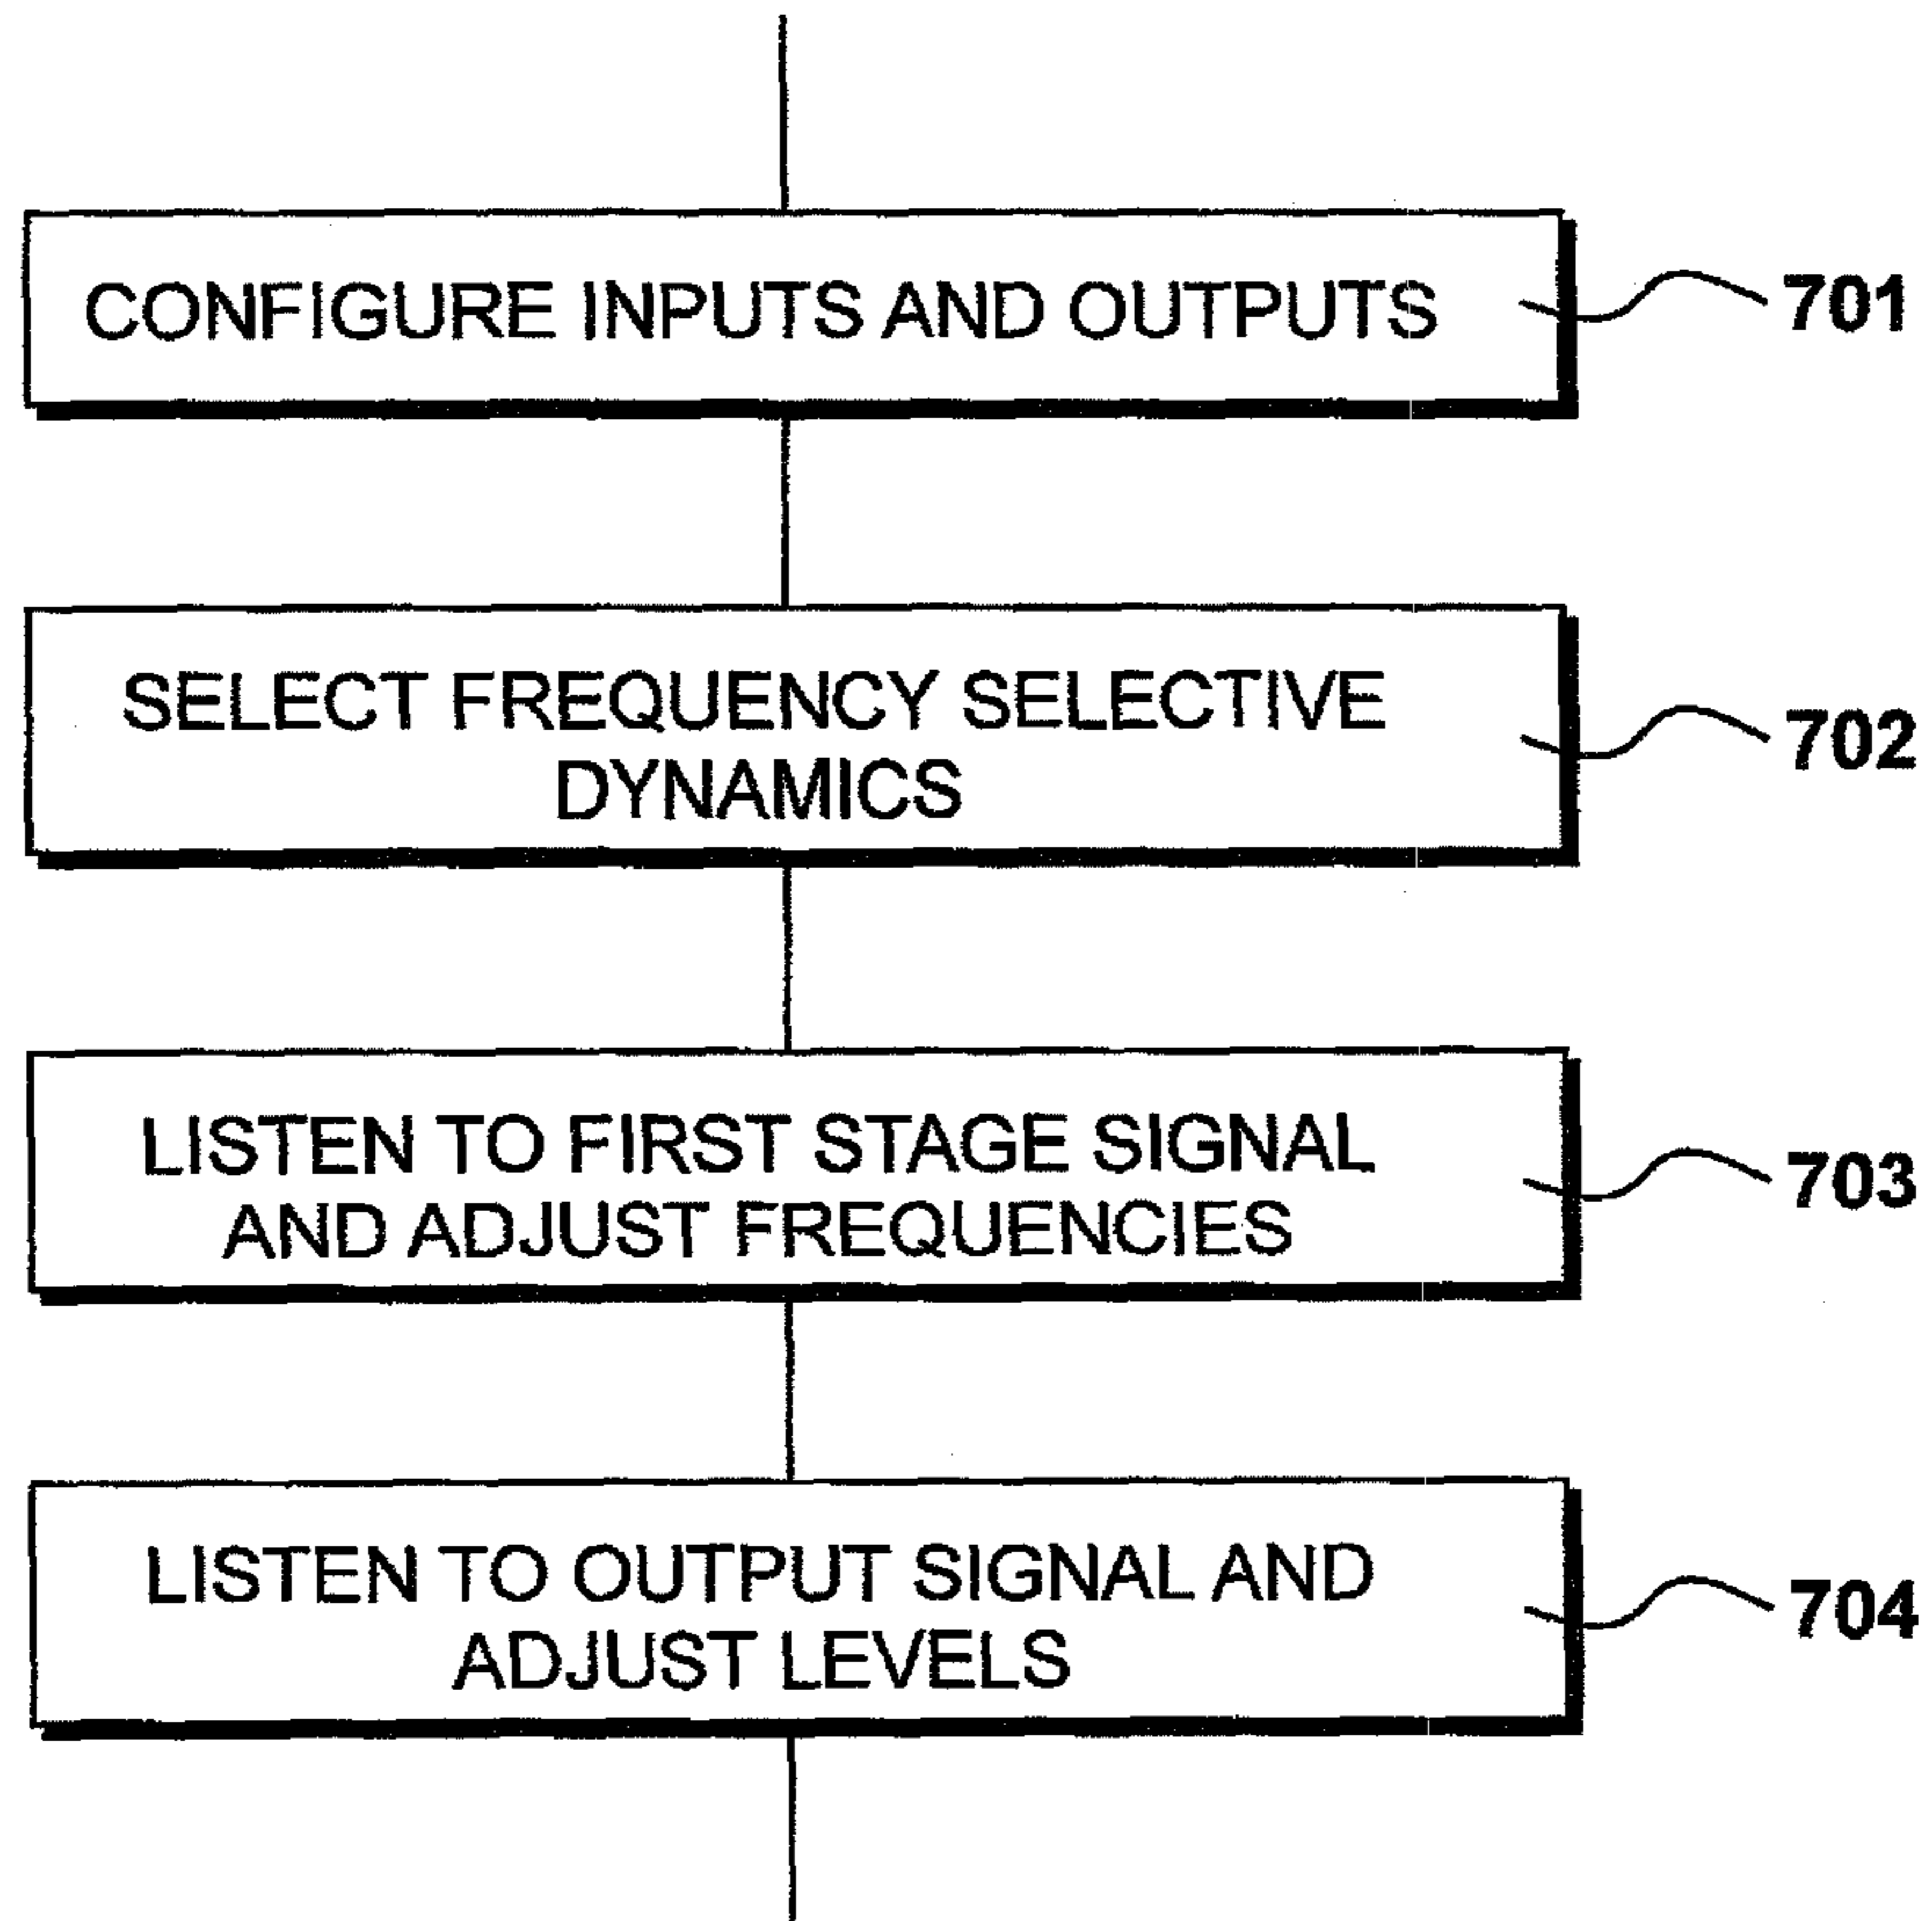 CONFIGURE INPUTS AND OUTPUTS
701
SELECT FREQUENCY SELECTIVE
DYNAMICS
702
LISTEN TO FIRST STAGE SIGNAL
AND ADJUST FREQUENCIES
703
LISTEN TO OUTPUT SIGNAL AND
ADJUST LEVELS
704